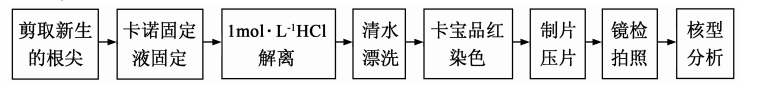 剪取新生
的根尖
卡诺固定
液固定
1mol·L-¹HCl
解离
清水
漂洗
卡宝品红
染色
制片
压片
镜检
拍照
核型
分析